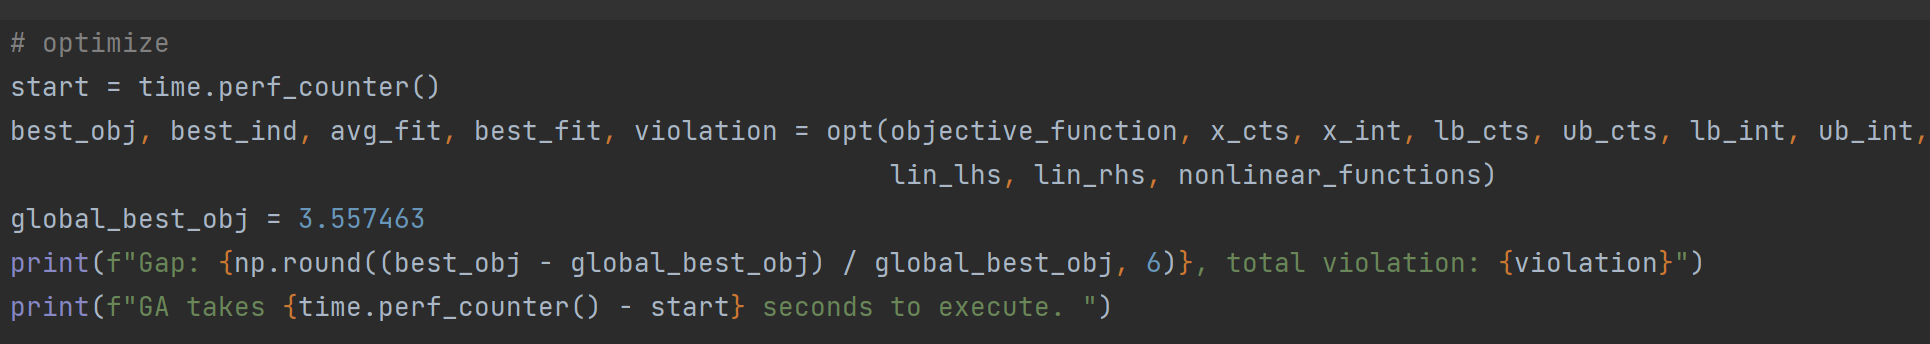 # optimize
start = time.perf_counter()
best_obj, best_ind, avg_fit, best_fit, violation = opt(objective_function, x_cts, x_int, lb_cts, ub_cts, lb_int, ub_int,
lin_lhs, lin_rhs, nonlinear_functions)
global_best_obj = 3.557463
print(f"Gap: {np.round((best_obj - global_best_obj) / global_best_obj, 6)}, total violation: {violation}")
print(f"GA takes {time.perf_counter() - start} seconds to execute. ")